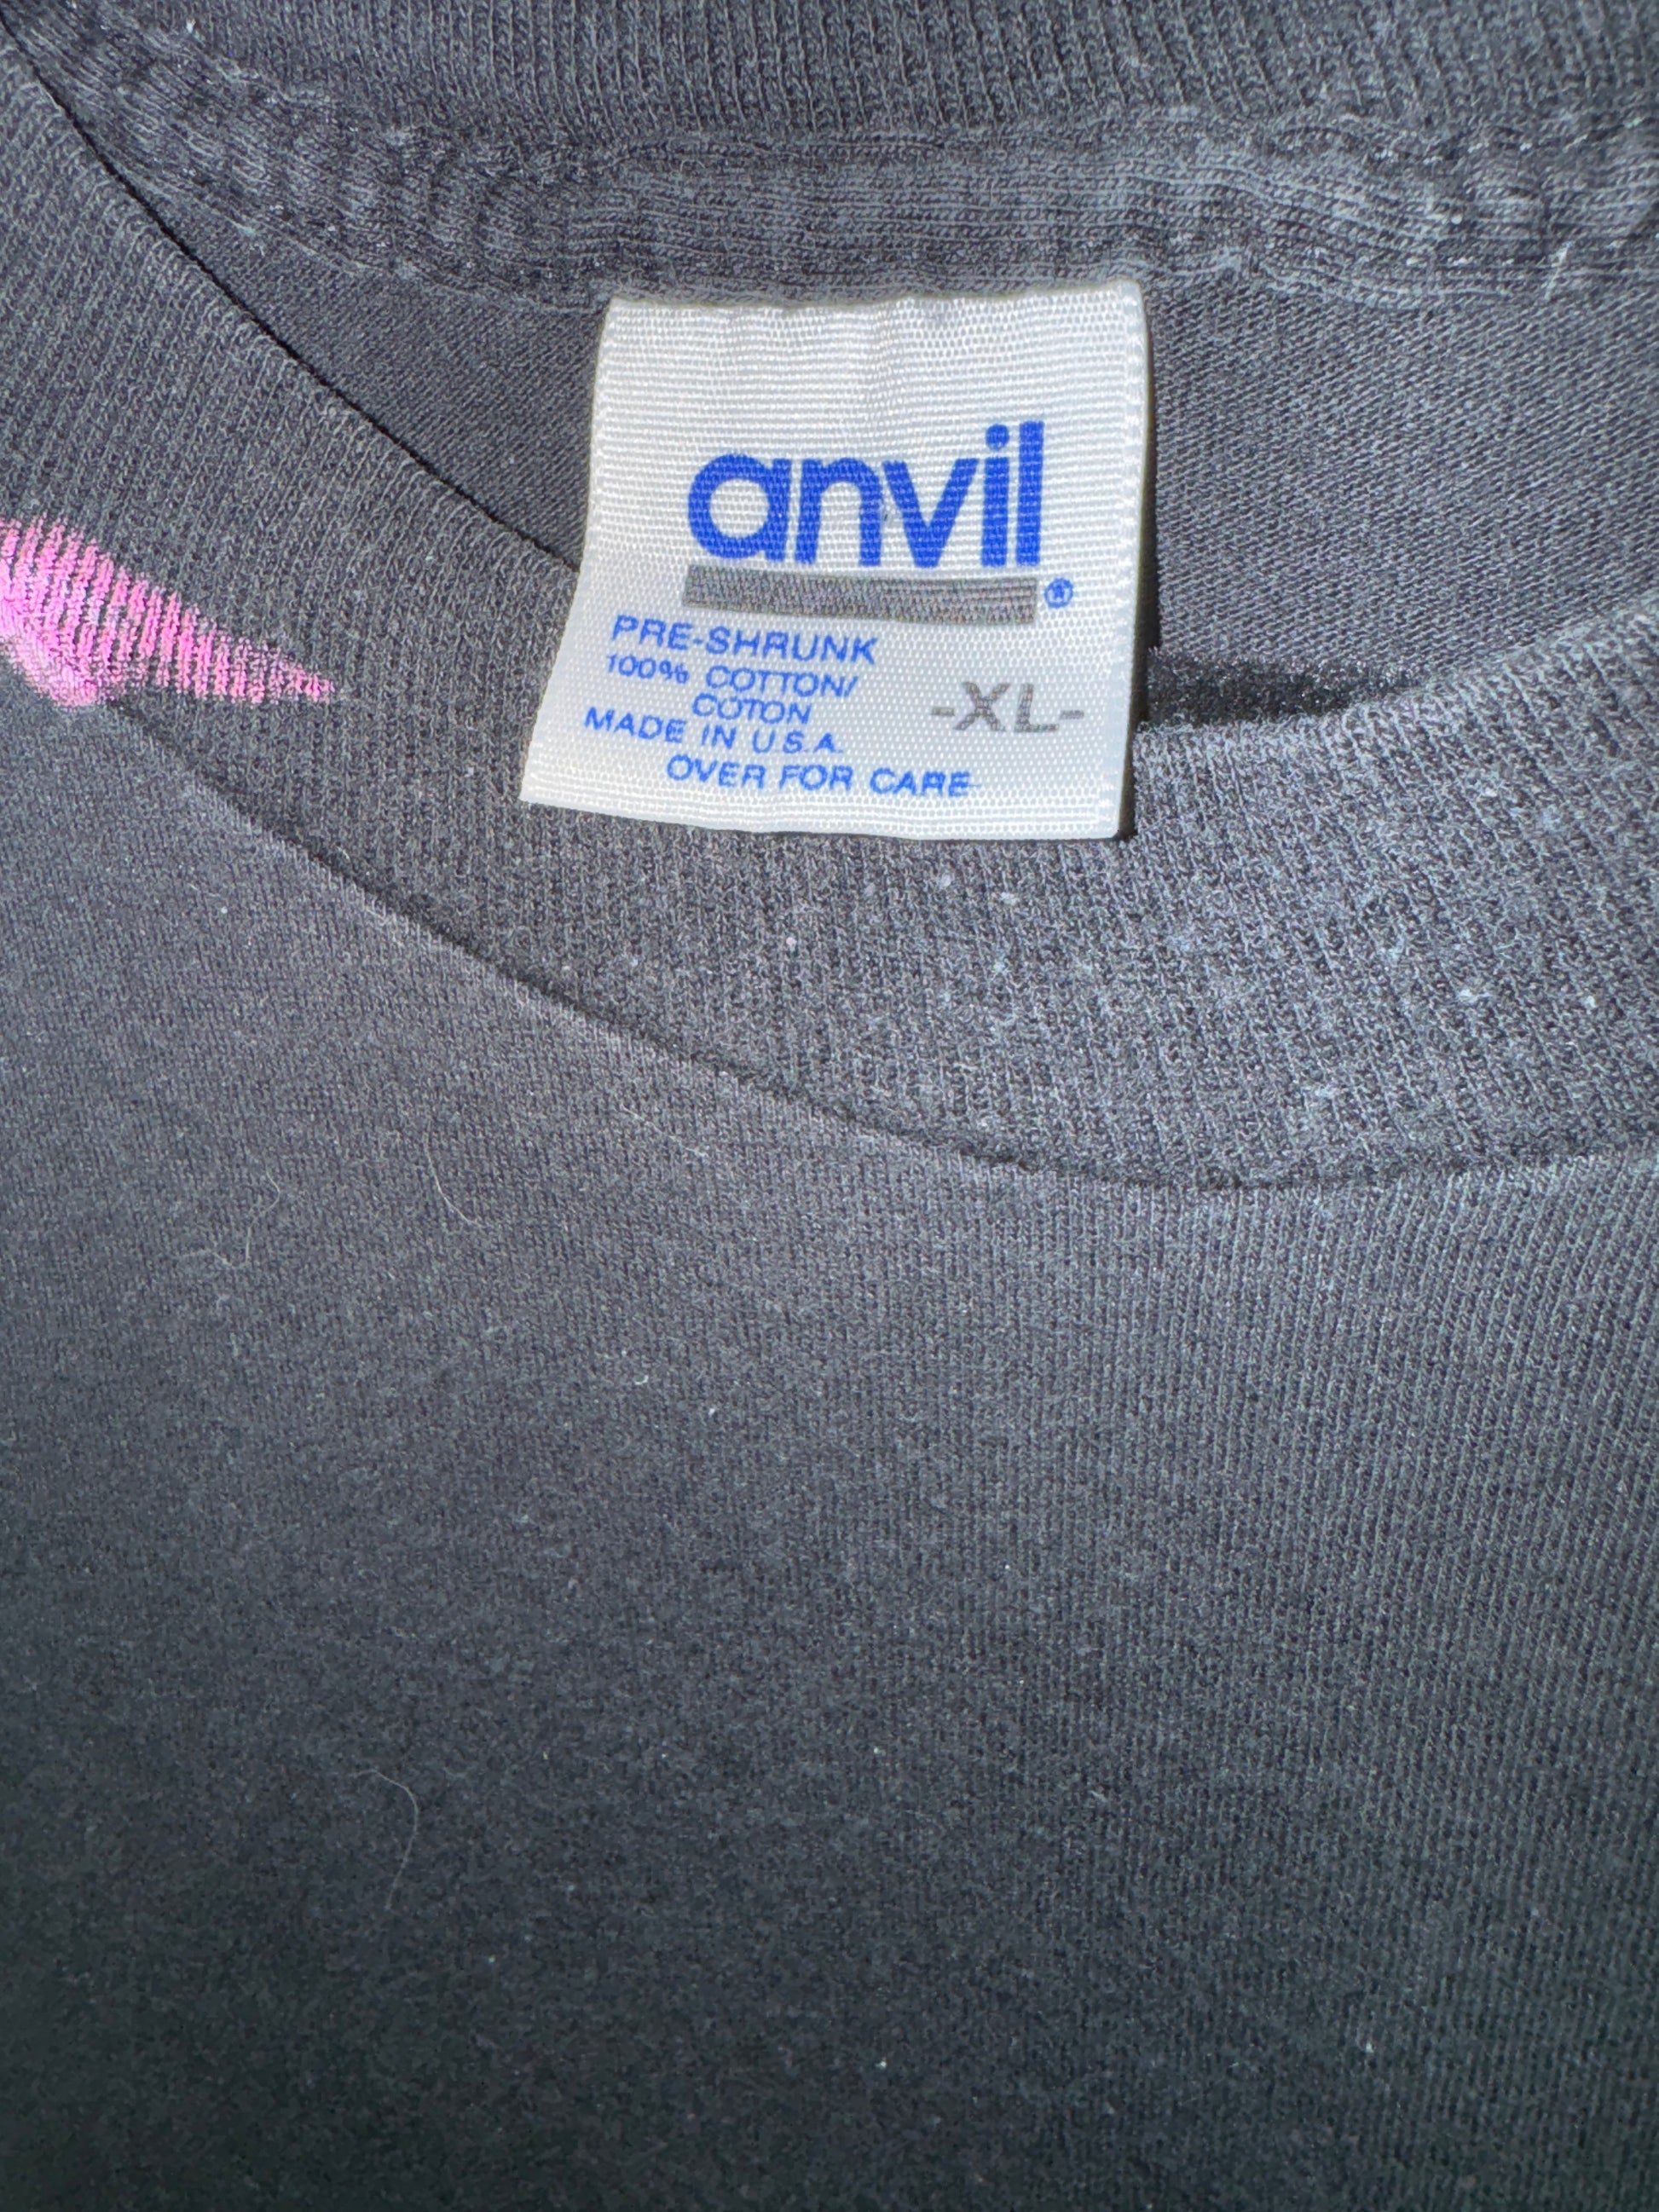 anvil®
PRE-SHRUNK
100% COTTON/
COTON
-XL-
MADE IN U.S.A.
OVER FOR CARE